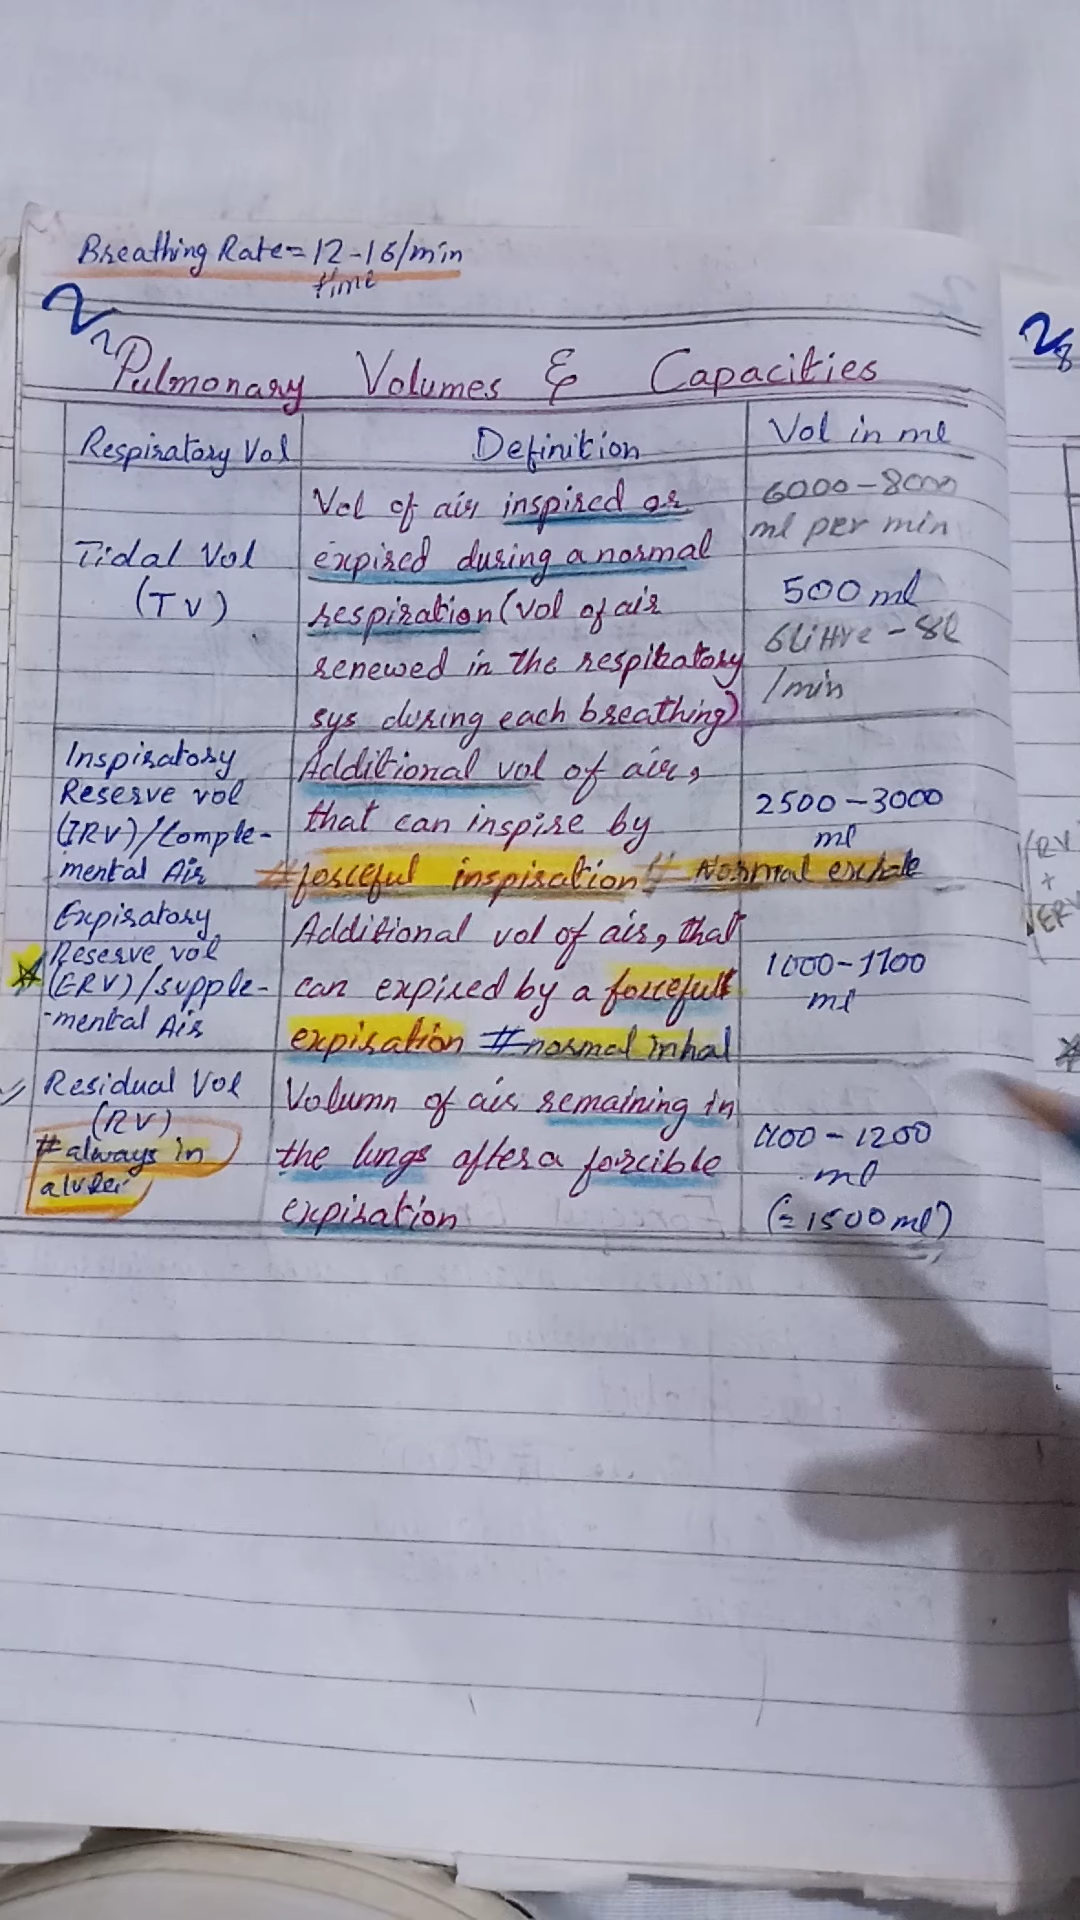 Breathing Rate = 12-16/min
time
Pulmonary Volumes & Capacities
Respiratory Vol
Definition
Vol in ml
Tidal Vol
(TV)
Vol of air inspired or
expired during a normal
respiration (vol of air
renewed in the respiratory
sys during each breathing)
6000-8000
ml per min
500 ml
6littre - 8l
/min
Inspiratory
Reserve vol
(IRV)/Comple-
mental Air
Additional vol of air,
that can inspire by
#forceful inspiration # Normal exhale
2500-3000
ml
Expiratory
Reserve vol
(ERV)/supple-
-mental Air
Additional vol of air, that
can expired by a forcefull
expiration #normal inhal
1000-1100
ml
Residual Vol
(RV)
#always in
Volumn of air remaining in
the lungs after a forcible
expiration
1100-1200
ml
(= 1500 ml)
28
+
ERV